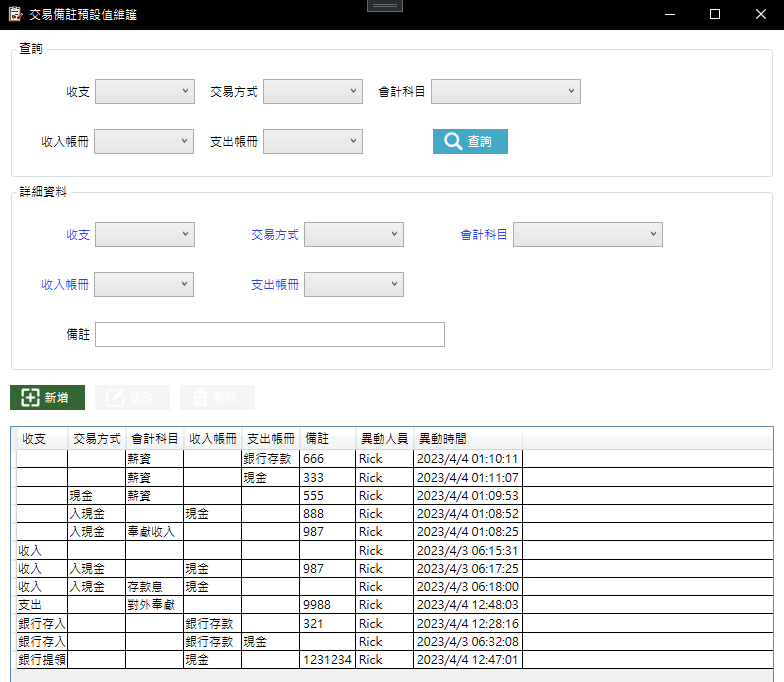 交易備註預設值維護
查詢
收支 交易方式 會計科目
收入帳冊 支出帳冊 查詢
詳細資料
收支 交易方式 會計科目
收入帳冊 支出帳冊
備註
新增 修改 刪除
收支 交易方式 會計科目 收入帳冊 支出帳冊 備註 異動人員 異動時間
薪資 銀行存款 666 Rick 2023/4/4 01:10:11
薪資 現金 333 Rick 2023/4/4 01:11:07
現金 薪資 555 Rick 2023/4/4 01:09:53
入現金 現金 888 Rick 2023/4/4 01:08:52
入現金 奉獻收入 987 Rick 2023/4/4 01:08:25
收入 Rick 2023/4/3 06:15:31
收入 入現金 現金 987 Rick 2023/4/3 06:17:25
收入 入現金 存款息 現金 Rick 2023/4/3 06:18:00
支出 對外奉獻 9988 Rick 2023/4/4 12:48:03
銀行存入 銀行存款 321 Rick 2023/4/4 12:28:16
銀行存入 銀行存款 現金 Rick 2023/4/3 06:32:08
銀行提領 現金 1231234 Rick 2023/4/4 12:47:01